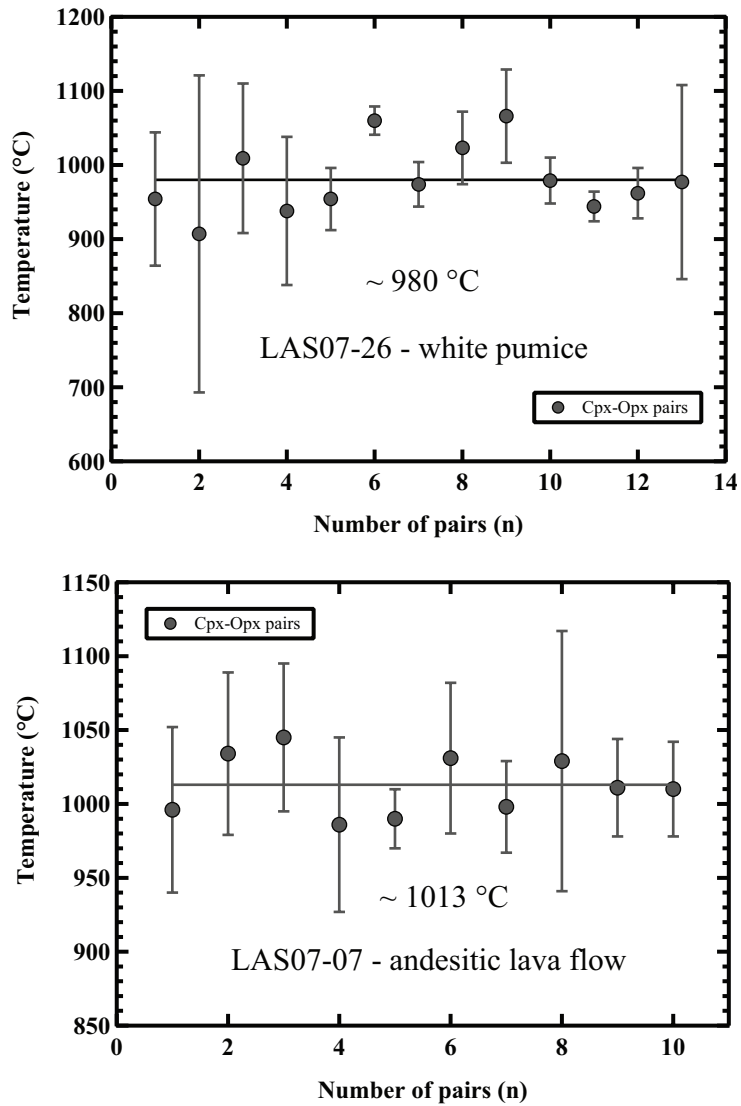 1200
1100
1000
900
800
700
600
Temperature (°C)
~ 980 °C
LAS07-26 - white pumice
Cpx-Opx pairs
0 2 4 6 8 10 12 14
Number of pairs (n)
1150
1100
1050
1000
950
900
850
Temperature (°C)
Cpx-Opx pairs
~ 1013 °C
LAS07-07 - andesitic lava flow
0 2 4 6 8 10
Number of pairs (n)